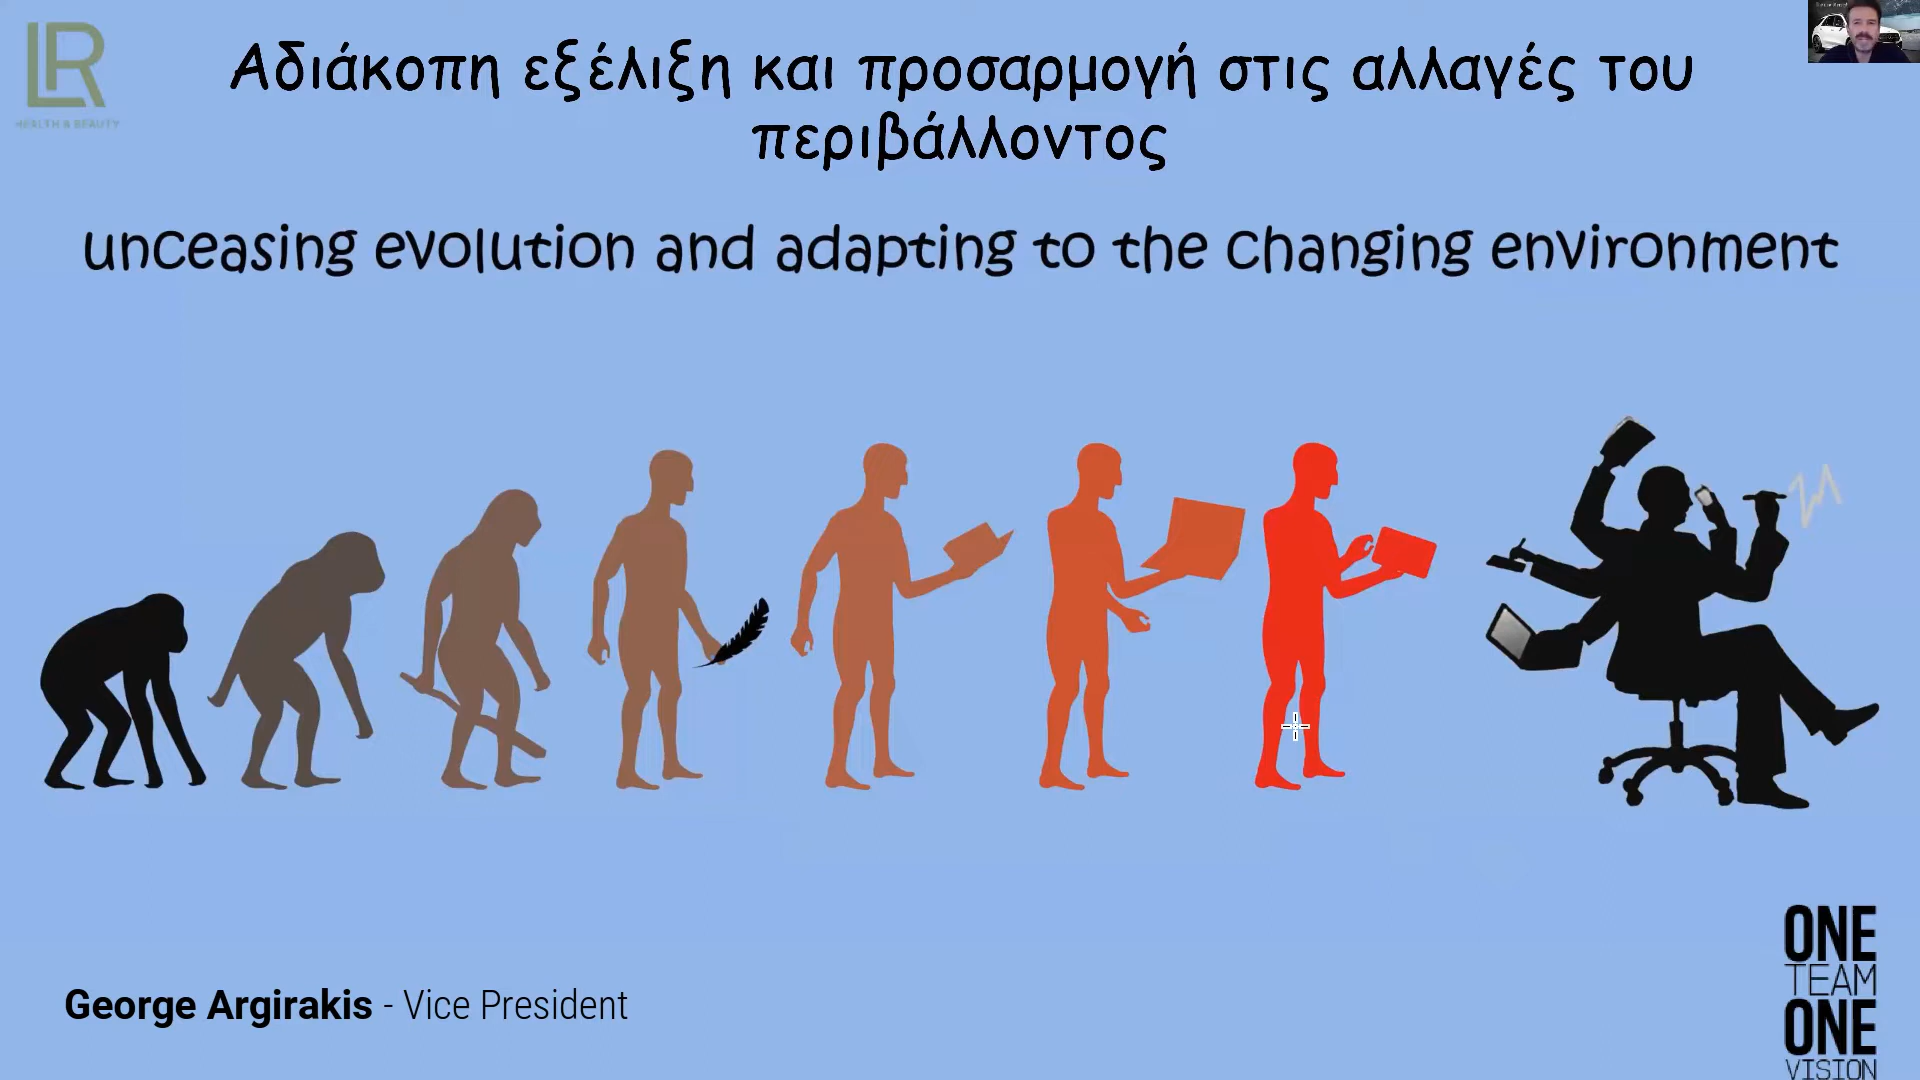 LR
HEALTH & BEAUTY
Αδιάκοπη εξέλιξη και προσαρμογή στις αλλαγές του
περιβάλλοντος
unceasing evolution and adapting to the changing environment
George Argirakis - Vice President
ONE
TEAM
ONE
VISION